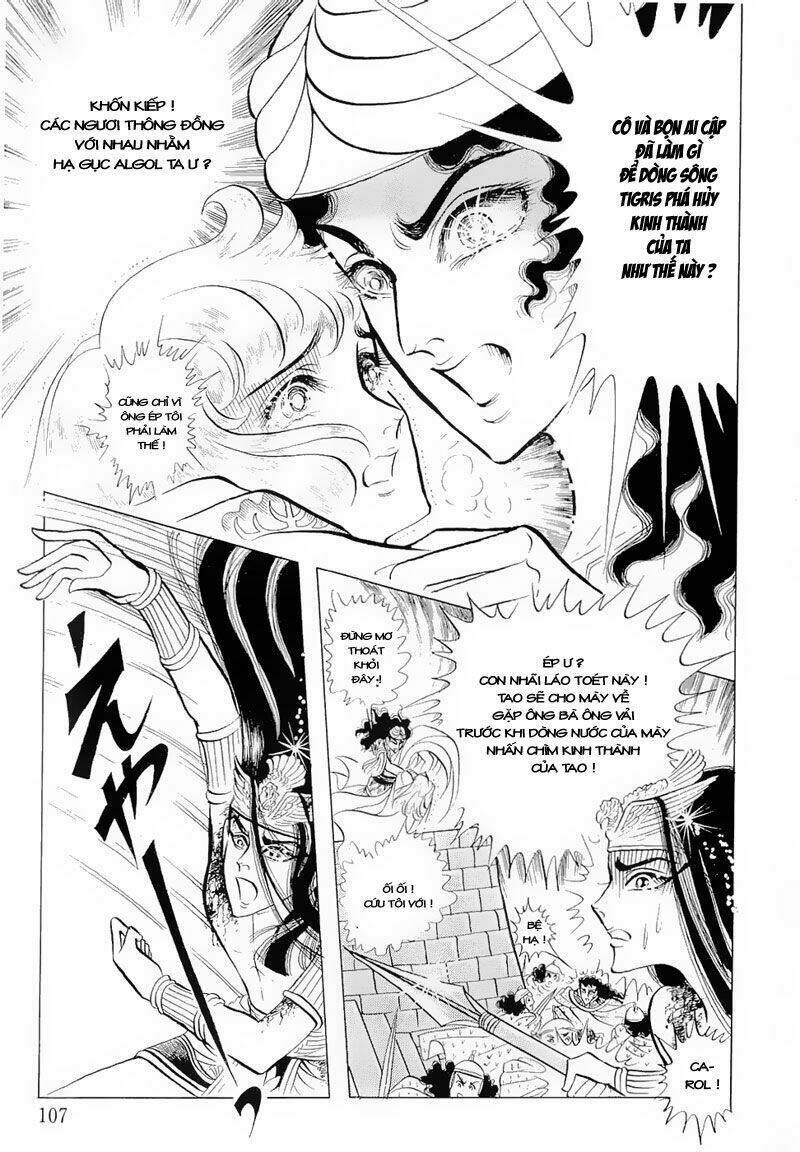 CÔ VÀ BỌN AI CẬP
ĐÃ LÀM GÌ
ĐỂ DÒNG SÔNG
TIGRIS PHÁ HỦY
KINH THÀNH
CỦA TA
NHƯ THẾ NÀY ?
KHỐN KIẾP !
CÁC NGƯƠI THÔNG ĐỒNG
VỚI NHAU NHẰM
HẠ GỤC ALGOL TA Ư ?
CŨNG CHỈ VÌ
ÔNG ÉP TÔI
PHẢI LÀM
THẾ !
ÉP Ư ?
CON NHÃI LÁO TOÉT NÀY !
TAO SẼ CHO MÀY VỀ
GẶP ÔNG BÀ ÔNG VẢI
TRƯỚC KHI DÒNG NƯỚC CỦA MÀY
NHẤN CHÌM KINH THÀNH
CỦA TAO !
ĐỪNG MƠ
THOÁT
KHỎI
ĐÂY !
ỐI ỐI !
CỨU TÔI VỚI !
BỆ
HẠ !
CA-
ROL !
えやーっ
107